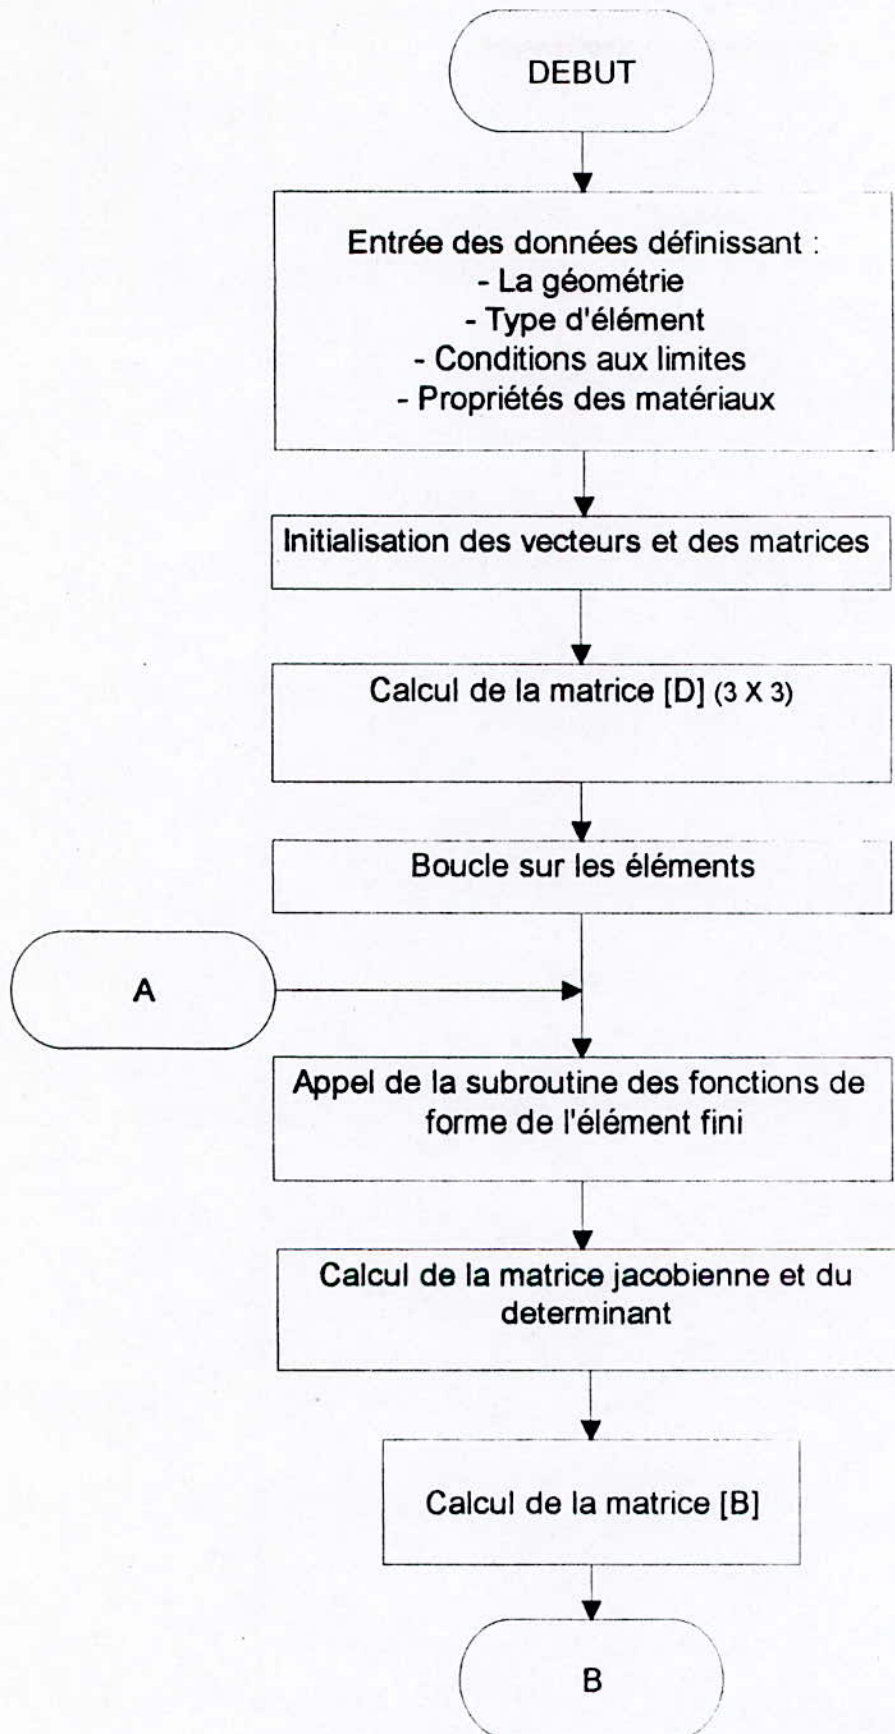 DEBUT
Entrée des données définissant :
- La géométrie
- Type d'élément
- Conditions aux limites
- Propriétés des matériaux
Initialisation des vecteurs et des matrices
Calcul de la matrice [D] (3 X 3)
Boucle sur les éléments
A
Appel de la subroutine des fonctions de
forme de l'élément fini
Calcul de la matrice jacobienne et du
determinant
Calcul de la matrice [B]
B